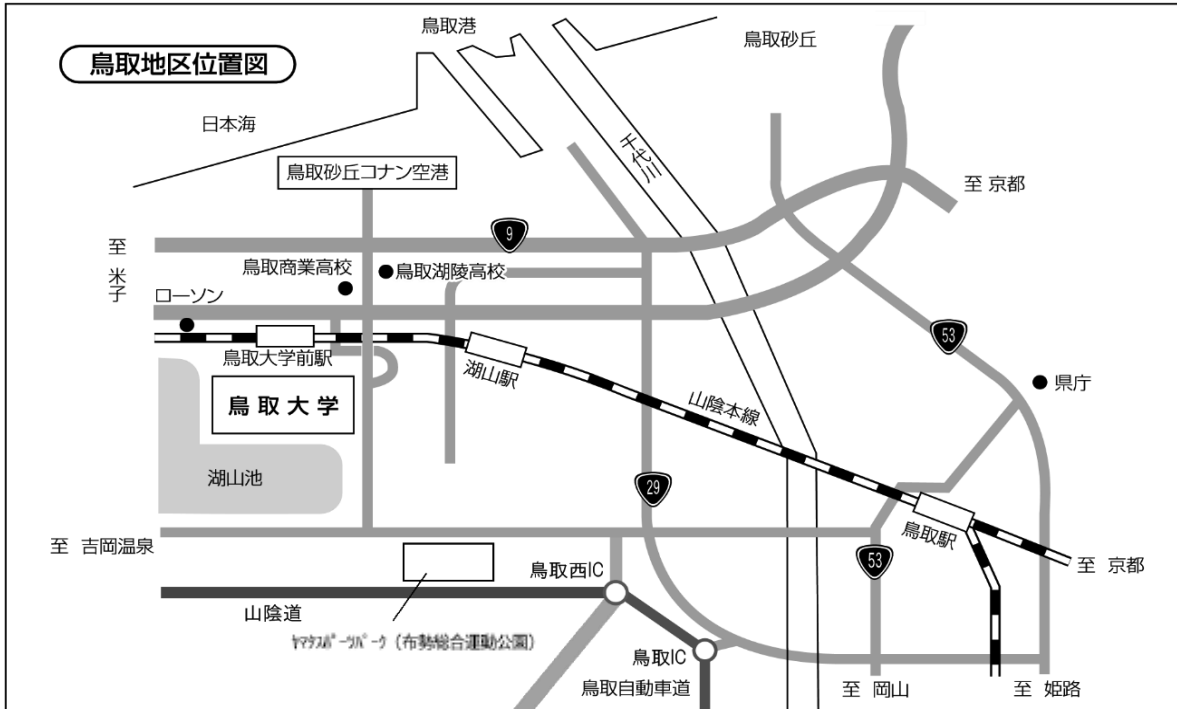 鳥取港
鳥取砂丘
鳥取地区位置図
日本海
千代川
鳥取砂丘コナン空港
至 京都
9
至 米子
鳥取商業高校
鳥取湖陵高校
ローソン
53
鳥取大学前駅
湖山駅
県庁
鳥取大学
山陰本線
湖山池
29
至 吉岡温泉
鳥取駅
53
至 京都
鳥取西IC
山陰道
ﾔﾏﾀｽﾎﾟｰﾂﾊﾟｰｸ（布勢総合運動公園）
鳥取IC
鳥取自動車道
至 岡山
至 姫路